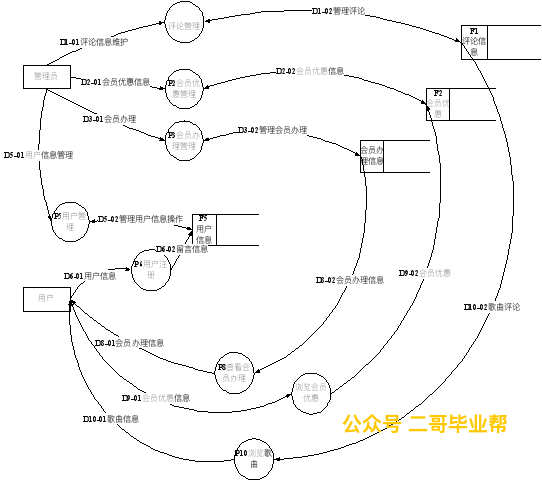 评论管理
D1-02管理评论
F1
评论信
息
D1-01评论信息维护
管理员
D2-01会员优惠信息
P2会员优
惠管理
D2-02会员优惠信息
F2
会员优
惠
D3-01会员办理
P3会员办
理管理
D3-02管理会员办理
会员办
理信息
D5-01用户信息管理
P5用户管
理
D5-02管理用户信息操作
F5
用户
信息
D6-02留言信息
P6用户注
册
D6-01用户信息
用户
D9-02会员优惠
D8-02会员办理信息
D10-02歌曲评论
D8-01会员办理信息
P8查看会
员办理
D9-01会员优惠信息
浏览会员
优惠
D10-01歌曲信息
公众号 二哥毕业帮
P10浏览歌
曲